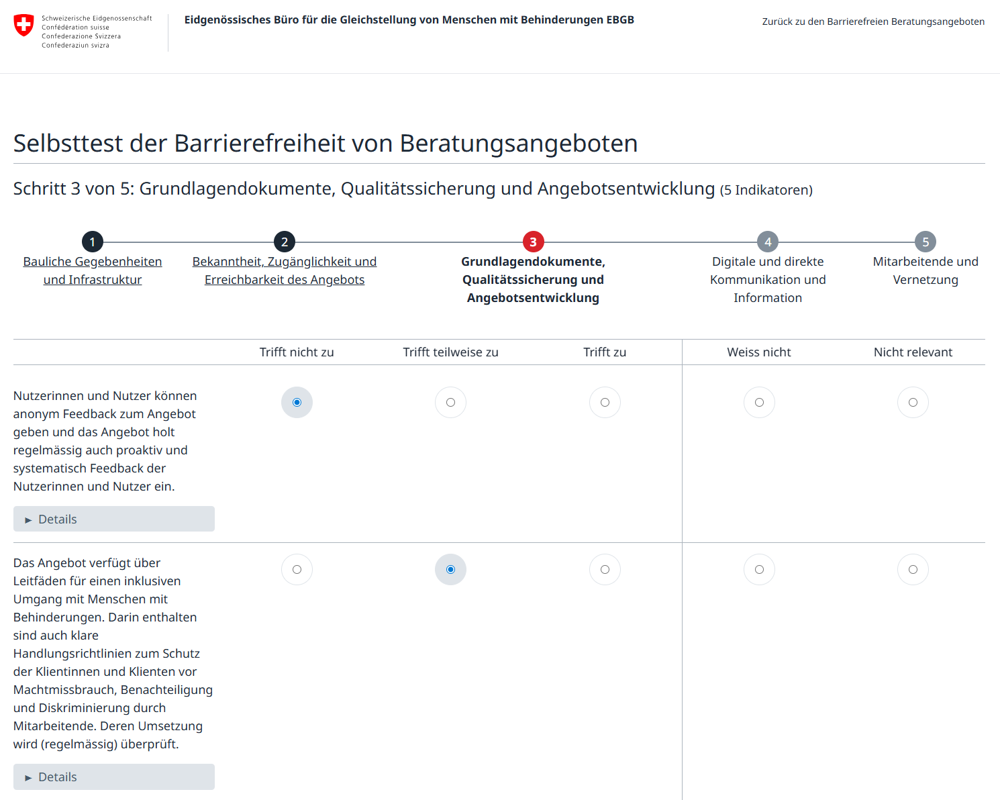 Schweizerische Eidgenossenschaft
Confédération suisse
Confederazione Svizzera
Confederaziun svizra
Eidgenössisches Büro für die Gleichstellung von Menschen mit Behinderungen EBGB
Zurück zu den Barrierefreien Beratungsangeboten
Selbsttest der Barrierefreiheit von Beratungsangeboten
Schritt 3 von 5: Grundlagendokumente, Qualitätssicherung und Angebotsentwicklung (5 Indikatoren)
1
Bauliche Gegebenheiten
und Infrastruktur
2
Bekanntheit, Zugänglichkeit und
Erreichbarkeit des Angebots
3
Grundlagendokumente,
Qualitätssicherung und
Angebotsentwicklung
4
Digitale und direkte
Kommunikation und
Information
5
Mitarbeitende und
Vernetzung
Trifft nicht zu
Trifft teilweise zu
Trifft zu
Weiss nicht
Nicht relevant
Nutzerinnen und Nutzer können
anonym Feedback zum Angebot
geben und das Angebot holt
regelmässig auch proaktiv und
systematisch Feedback der
Nutzerinnen und Nutzer ein.
Details
Das Angebot verfügt über
Leitfäden für einen inklusiven
Umgang mit Menschen mit
Behinderungen. Darin enthalten
sind auch klare
Handlungsrichtlinien zum Schutz
der Klientinnen und Klienten vor
Machtmissbrauch, Benachteiligung
und Diskriminierung durch
Mitarbeitende. Deren Umsetzung
wird (regelmässig) überprüft.
Details